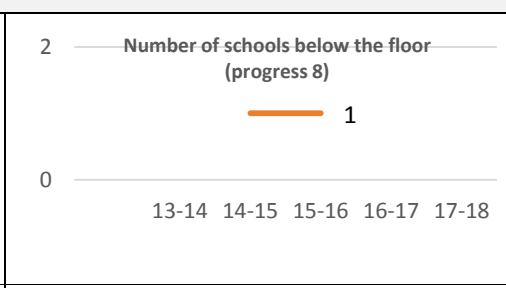 Number of schools below the floor
(progress 8)
2
1
0
13-14 14-15 15-16 16-17 17-18